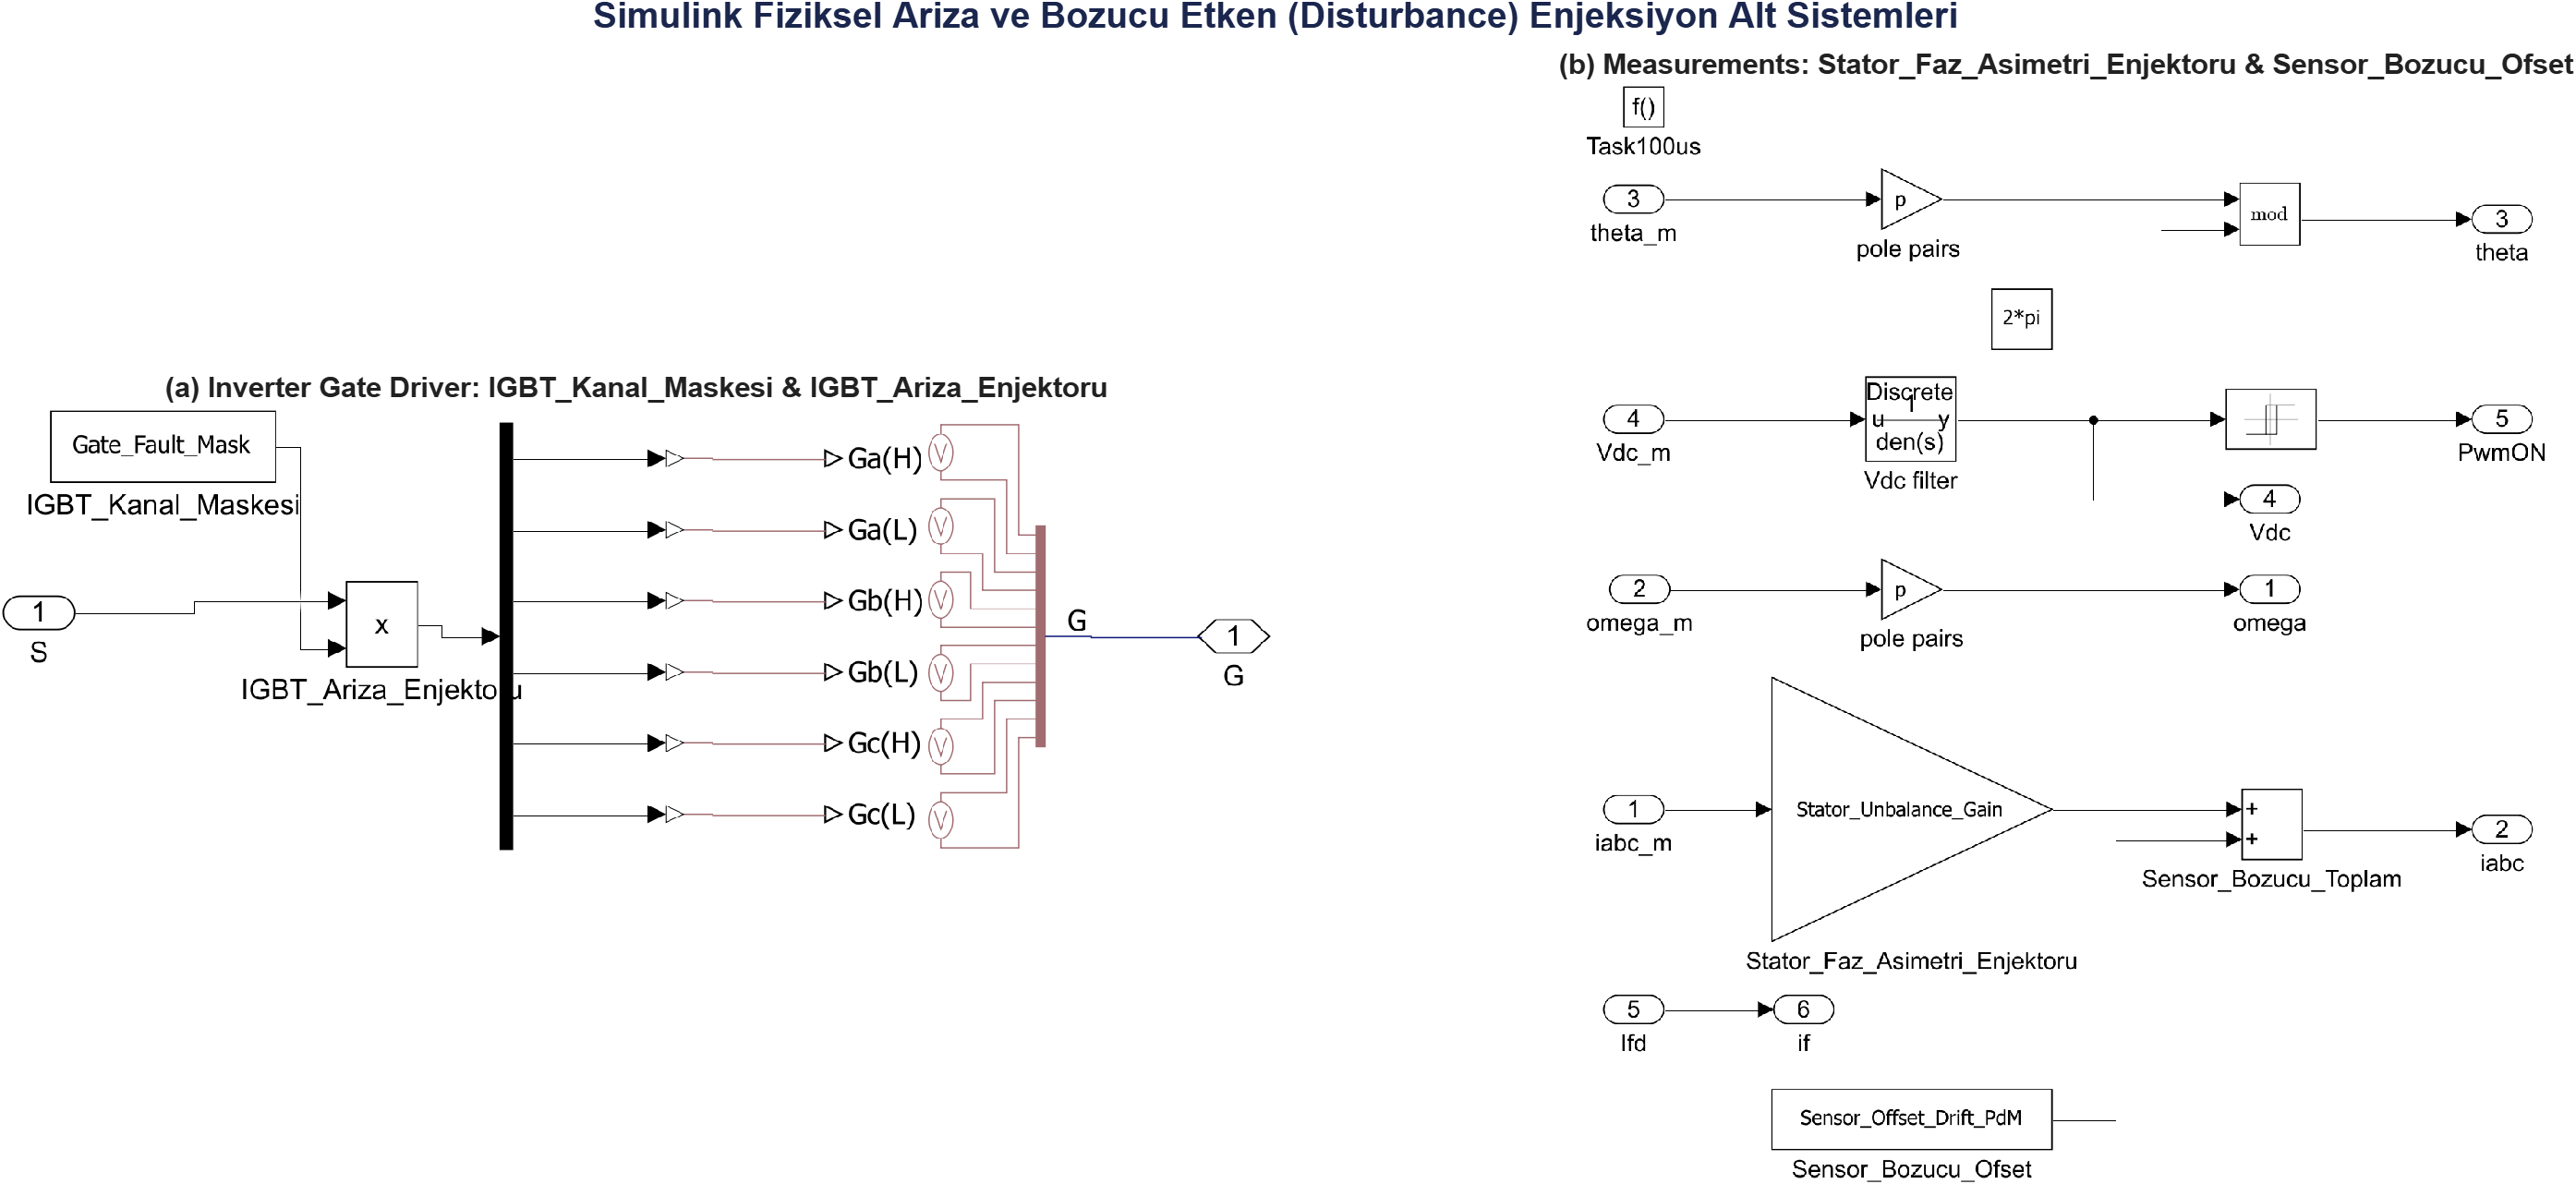 Simulink Fiziksel Ariza ve Bozucu Etken (Disturbance) Enjeksiyon Alt Sistemleri
(a) Inverter Gate Driver: IGBT_Kanal_Maskesi & IGBT_Ariza_Enjektoru
Gate_Fault_Mask
IGBT_Kanal_Maskesi
1
S
x
IGBT_Ariza_Enjektoru
Ga(H)
V
Ga(L)
V
Gb(H)
V
Gb(L)
V
Gc(H)
V
Gc(L)
V
G
1
G
(b) Measurements: Stator_Faz_Asimetri_Enjektoru & Sensor_Bozucu_Ofset
f()
Task100us
3
theta_m
p
pole pairs
mod
3
theta
2*pi
4
Vdc_m
Discrete
1
u y
den(s)
Vdc filter
5
PwmON
4
Vdc
2
omega_m
p
pole pairs
1
omega
1
iabc_m
Stator_Unbalance_Gain
Stator_Faz_Asimetri_Enjektoru
+
+
Sensor_Bozucu_Toplam
2
iabc
5
Ifd
6
if
Sensor_Offset_Drift_PdM
Sensor_Bozucu_Ofset